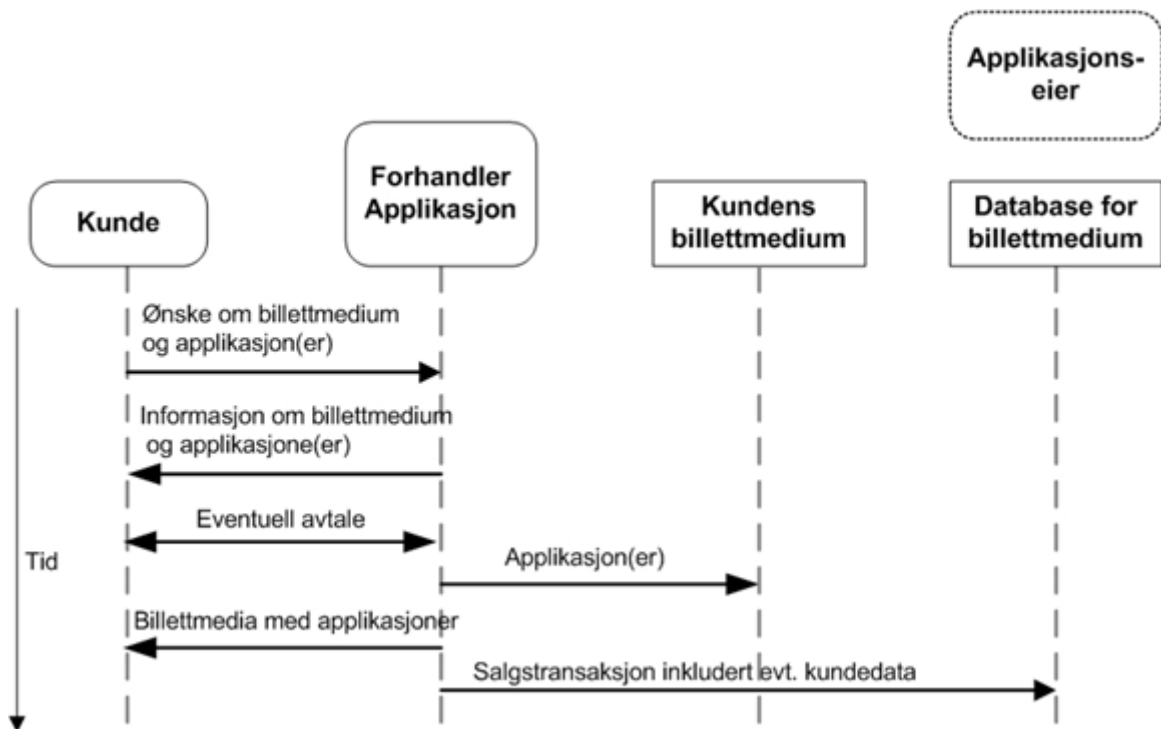 Applikasjons-
eier
Kunde
Forhandler
Applikasjon
Kundens
billettmedium
Database for
billettmedium
Ønske om billettmedium
og applikasjon(er)
Informasjon om billettmedium
og applikasjone(er)
Eventuell avtale
Tid
Applikasjon(er)
Billettmedia med applikasjoner
Salgstransaksjon inkludert evt. kundedata